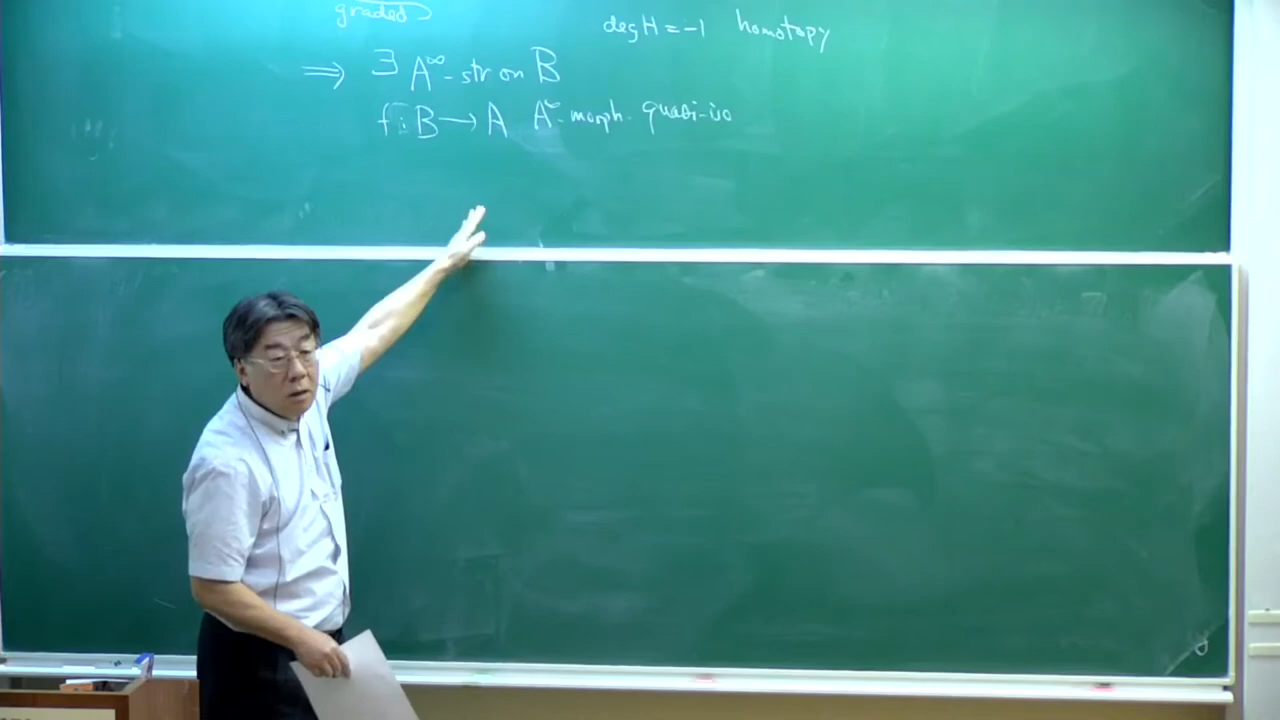 graded
deg H = -1 homotopy
⟹ ∃ A^∞-str on B
f : B → A A^∞-morph. quasi-iso